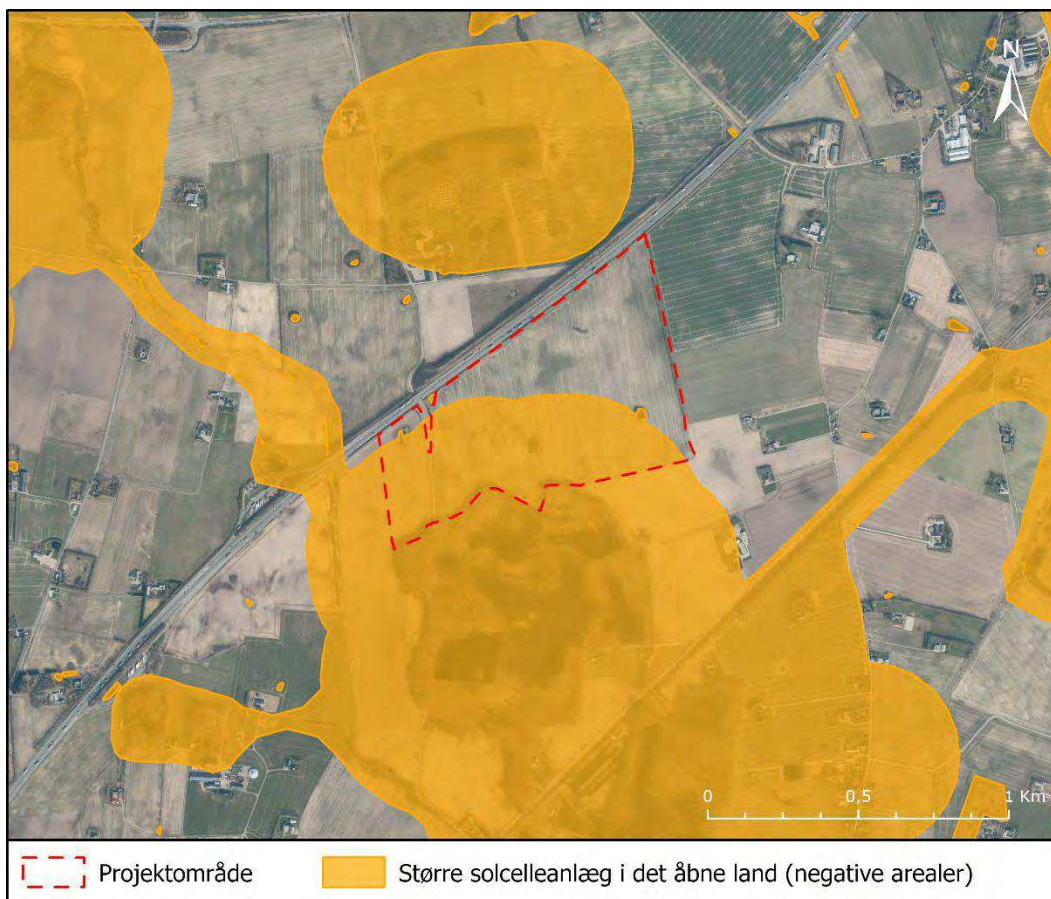 N
0 0,5 1 Km
Projektområde Større solcelleanlæg i det åbne land (negative arealer)